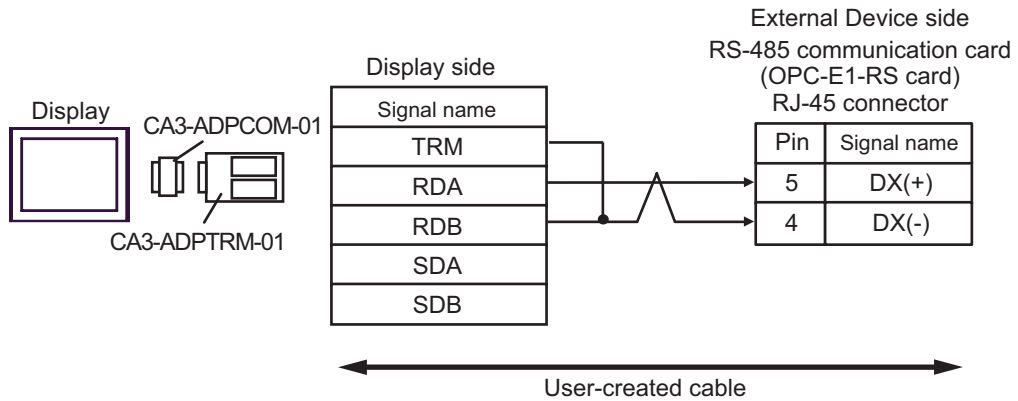 External Device side
RS-485 communication card
(OPC-E1-RS card)
RJ-45 connector
Display side
Display
CA3-ADPCOM-01
CA3-ADPTRM-01
Signal name
TRM
RDA
RDB
SDA
SDB
Pin Signal name
5 DX(+)
4 DX(-)
User-created cable